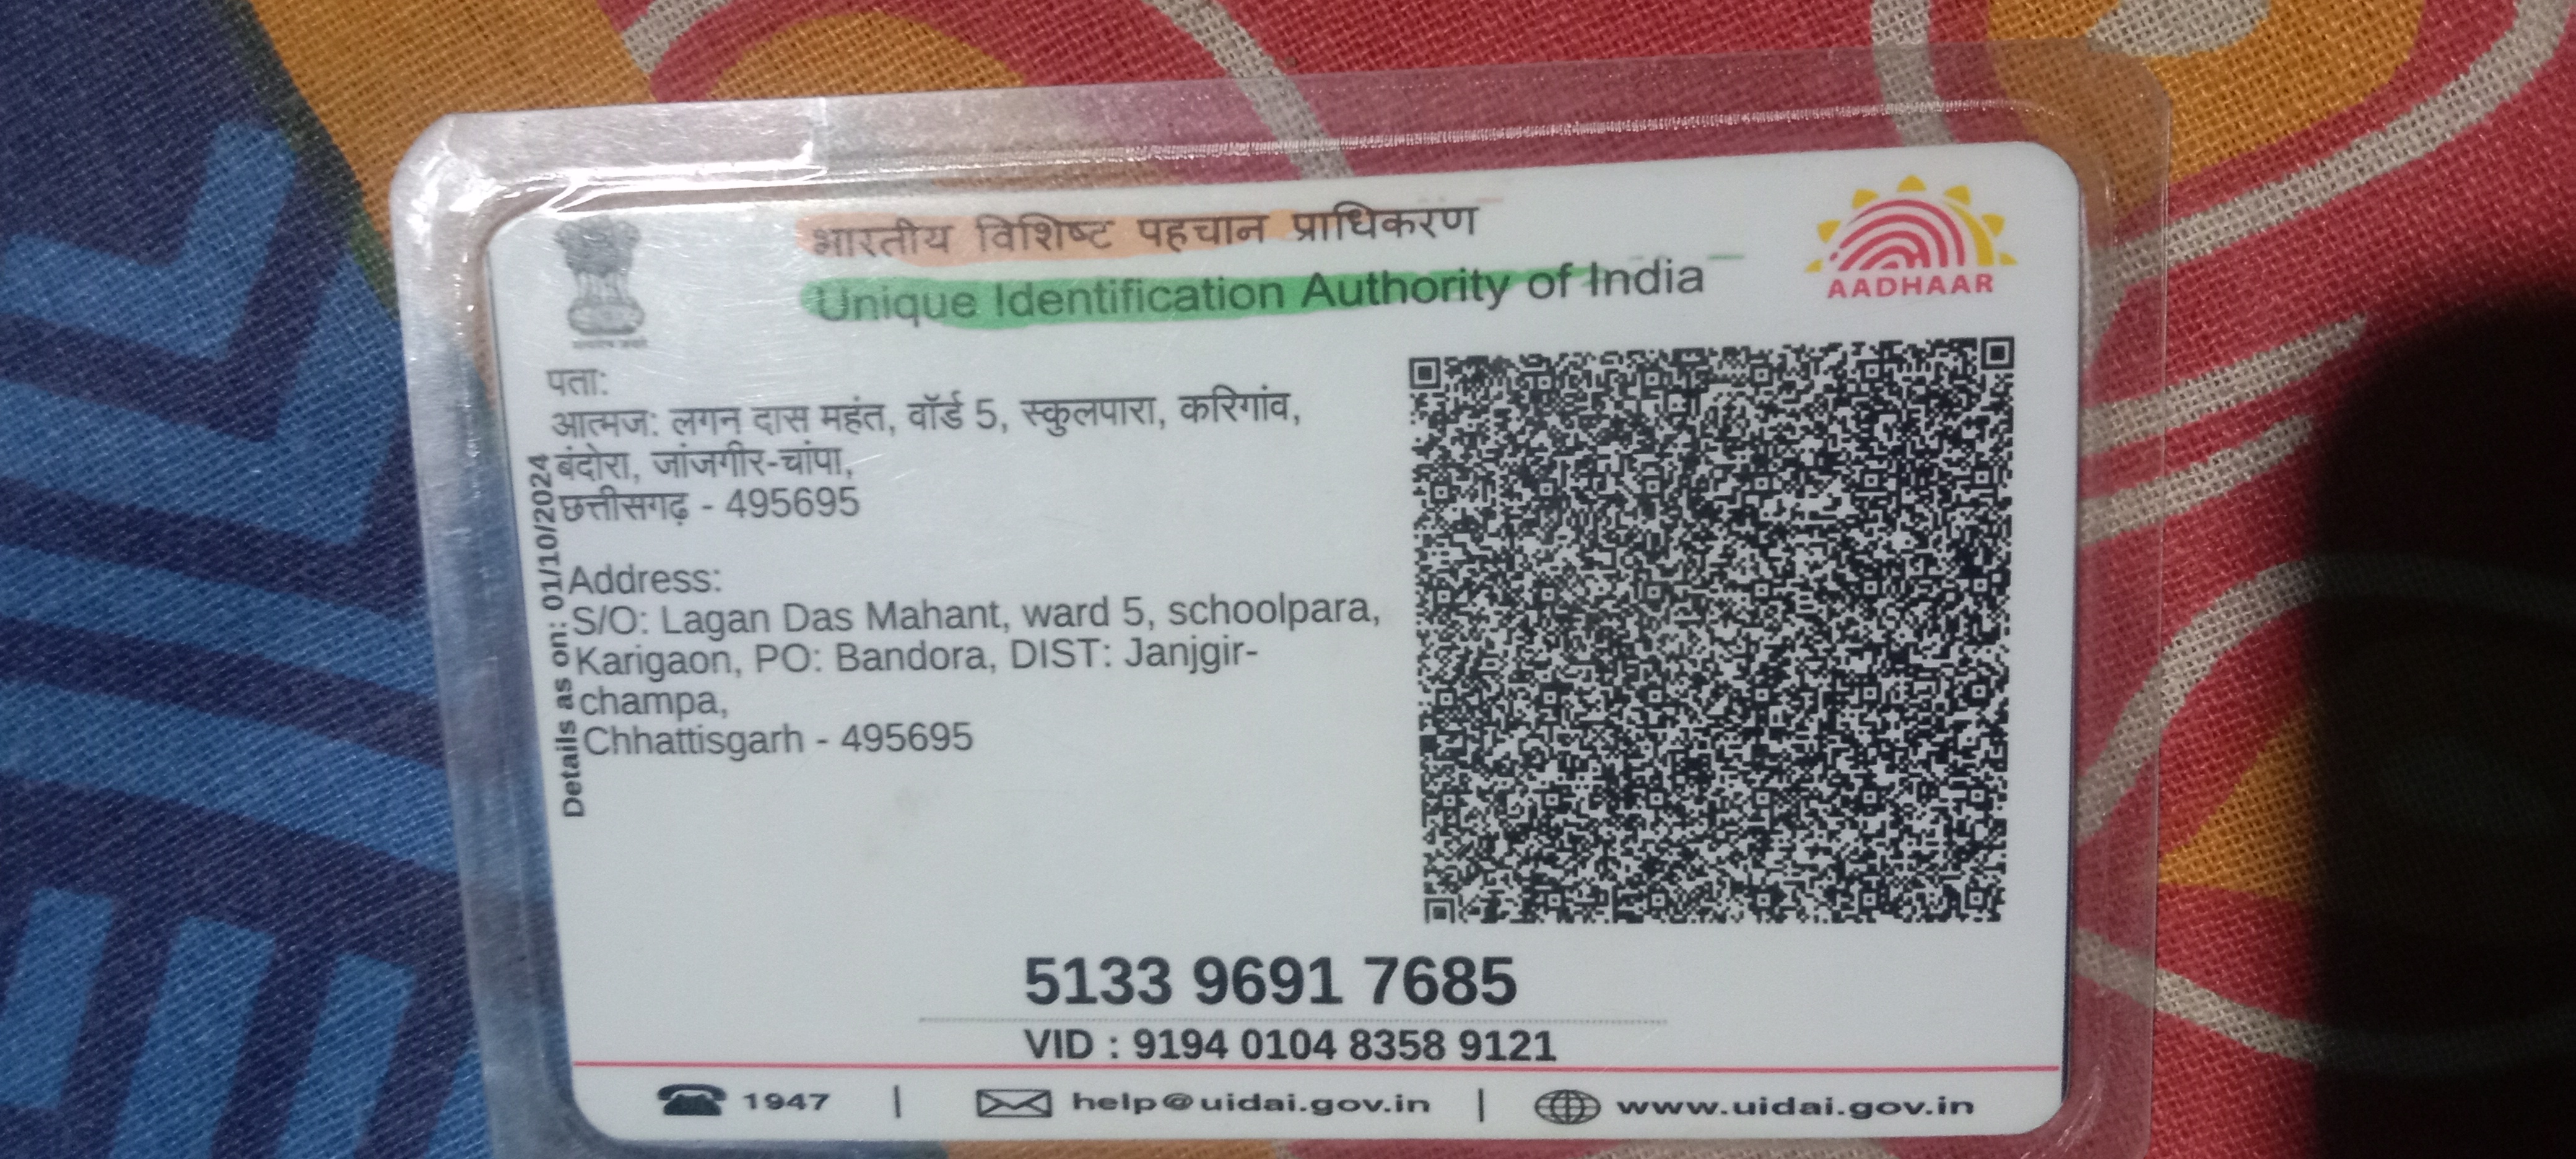 भारतीय विशिष्ट पहचान प्राधिकरण
Unique Identification Authority of India
AADHAAR
पता:
आत्मज: लगन दास महंत, वॉर्ड 5, स्कुलपारा, करिगांव,
बंदोरा, जांजगीर-चांपा,
छत्तीसगढ़ - 495695
Address:
S/O: Lagan Das Mahant, ward 5, schoolpara,
Karigaon, PO: Bandora, DIST: Janjgir-
champa,
Chhattisgarh - 495695
Details as on: 01/10/2024
5133 9691 7685
VID : 9194 0104 8358 9121
1947 | help@uidai.gov.in | www.uidai.gov.in